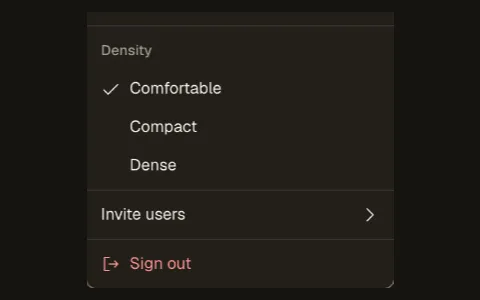 Density
Comfortable
Compact
Dense
Invite users
Sign out